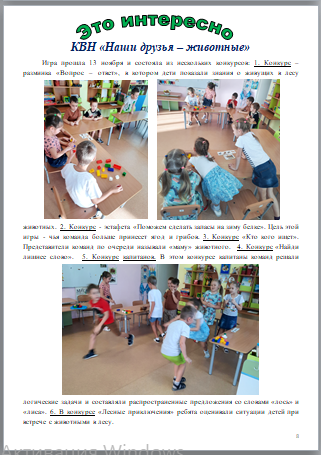 Это интересно
КВН «Наши друзья – животные»
Игра прошла 13 ноября и состояла из нескольких конкурсов: 1. Конкурс –
разминка «Вопрос – ответ», в котором дети показали знания о живущих в лесу
животных. 2. Конкурс - эстафета «Поможем сделать запасы на зиму белке». Цель этой
игры - чья команда больше принесет ягод и грибов. 3. Конкурс «Кто кого ищет».
Представители команд по очереди называли «маму» животного. 4. Конкурс «Найди
лишнее слово». 5. Конкурс капитанов. В этом конкурсе капитаны команд решали
логические задачи и составляли распространенные предложения со словами «лось» и
«лиса». 6. В конкурсе «Лесные приключения» ребята оценивали ситуации детей при
встрече с животными в лесу.
8